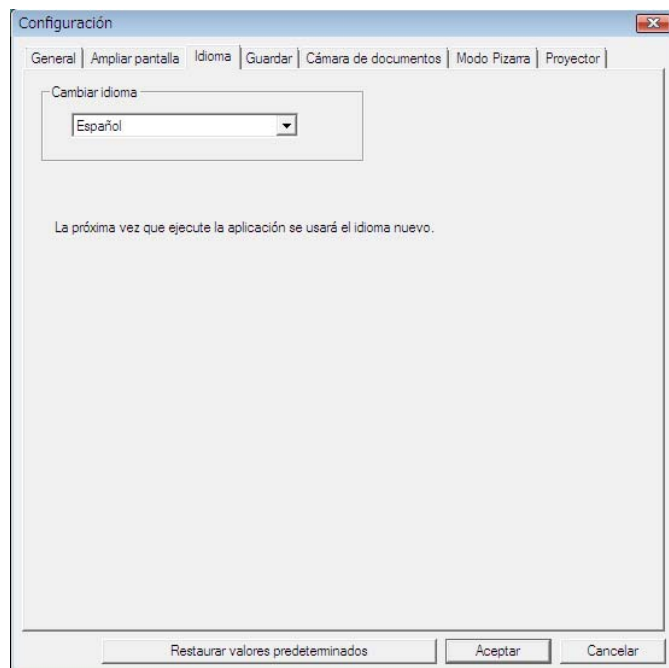 Configuración
General Ampliar pantalla Idioma Guardar Cámara de documentos Modo Pizarra Proyector
Cambiar idioma
Español
La próxima vez que ejecute la aplicación se usará el idioma nuevo.
Restaurar valores predeterminados Aceptar Cancelar